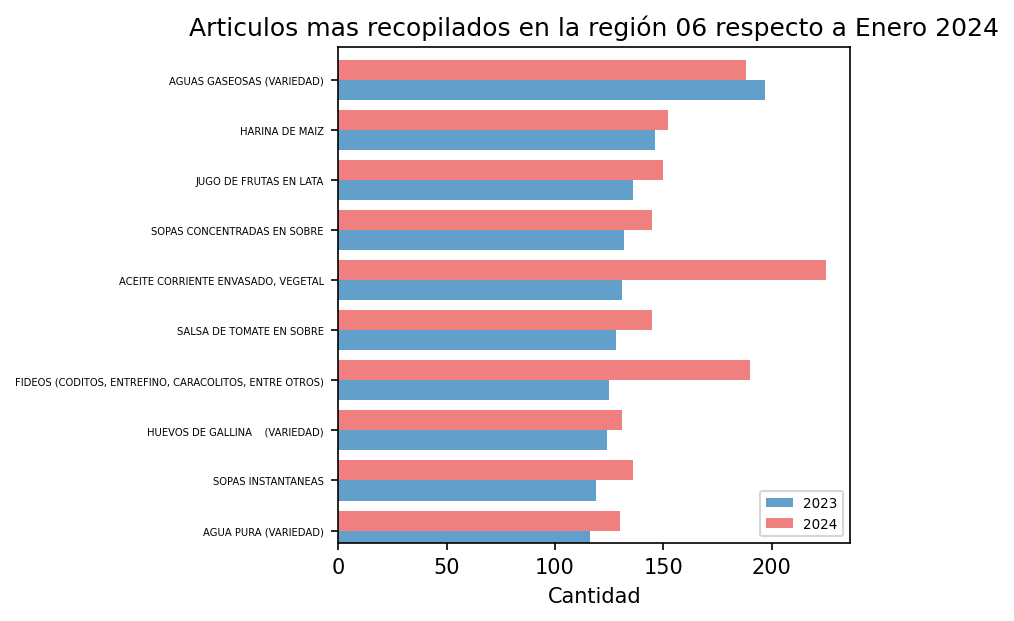 Articulos mas recopilados en la región 06 respecto a Enero 2024
AGUAS GASEOSAS (VARIEDAD)
HARINA DE MAIZ
JUGO DE FRUTAS EN LATA
SOPAS CONCENTRADAS EN SOBRE
ACEITE CORRIENTE ENVASADO, VEGETAL
SALSA DE TOMATE EN SOBRE
FIDEOS (CODITOS, ENTREFINO, CARACOLITOS, ENTRE OTROS)
HUEVOS DE GALLINA    (VARIEDAD)
SOPAS INSTANTANEAS
AGUA PURA (VARIEDAD)
2023
2024
0 50 100 150 200
Cantidad